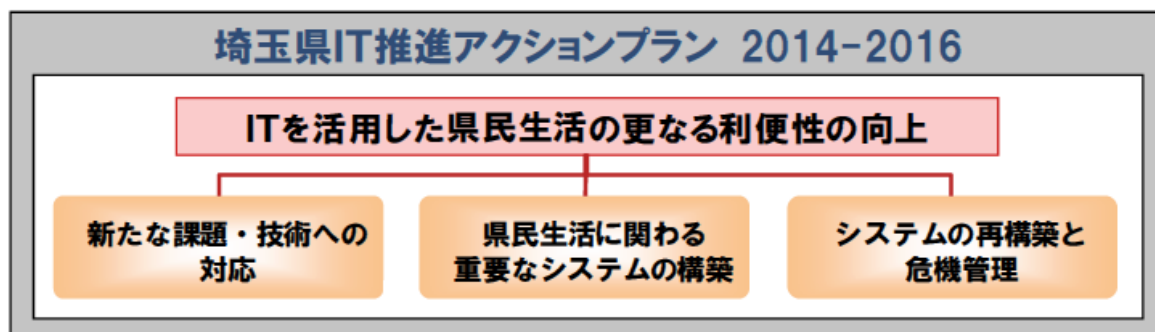 埼玉県IT推進アクションプラン 2014-2016
ITを活用した県民生活の更なる利便性の向上
新たな課題・技術への
対応
県民生活に関わる
重要なシステムの構築
システムの再構築と
危機管理